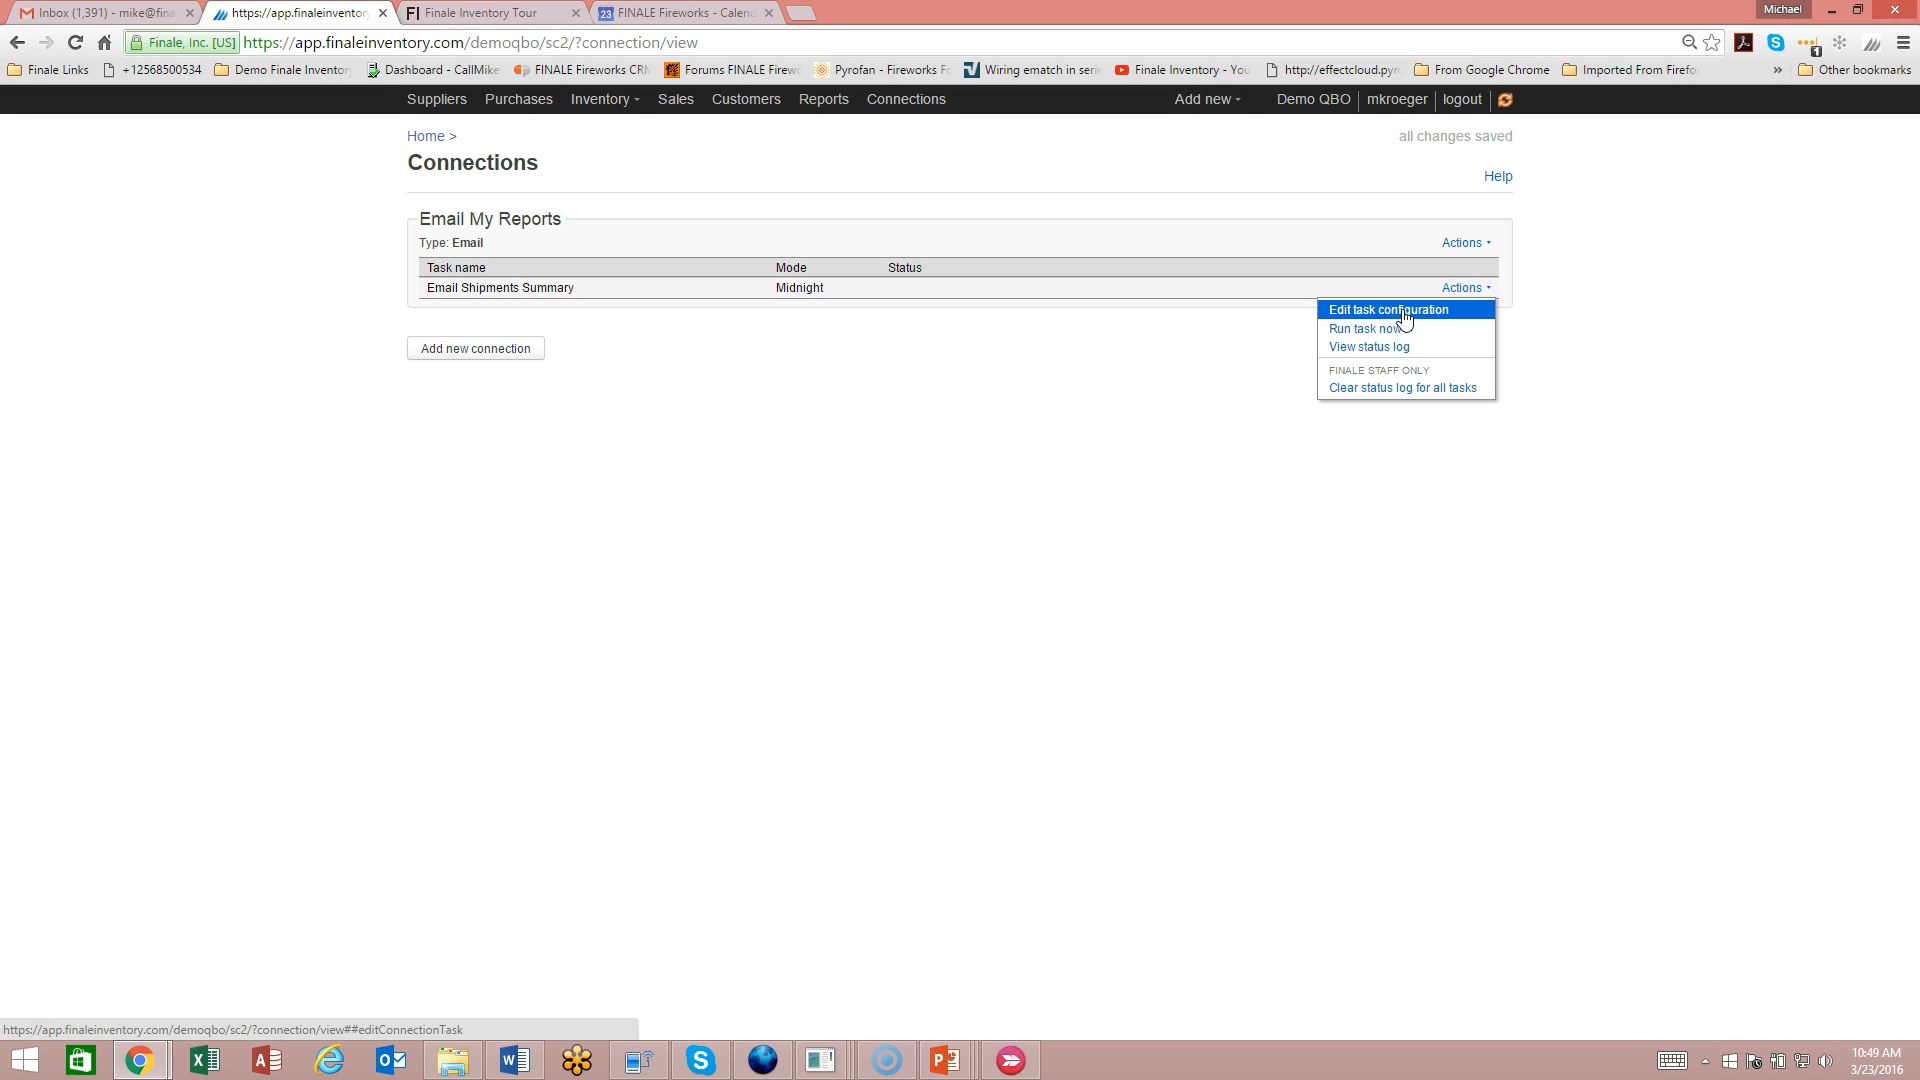 Inbox (1,391) - mike@fina
https://app.finaleinventor
Finale Inventory Tour
23 FINALE Fireworks - Calend
Michael
Finale, Inc. [US] https://app.finaleinventory.com/demoqbo/sc2/?connection/view
1
Finale Links
+12568500534
Demo Finale Inventor
Dashboard - CallMike
FINALE Fireworks CRM
Forums FINALE Firew
Pyrofan - Fireworks Fo
Wiring ematch in seri
Finale Inventory - You
http://effectcloud.pyr
From Google Chrome
Imported From Firefo
»
Other bookmarks
Suppliers Purchases Inventory Sales Customers Reports Connections
Add new Demo QBO mkroeger logout
Home >
all changes saved
Connections
Help
Email My Reports
Type: Email
Actions
Task name Mode Status
Email Shipments Summary Midnight Actions
Edit task configuration
Run task now
View status log
FINALE STAFF ONLY
Clear status log for all tasks
Add new connection
https://app.finaleinventory.com/demoqbo/sc2/?connection/view##editConnectionTask
10:49 AM
3/23/2016